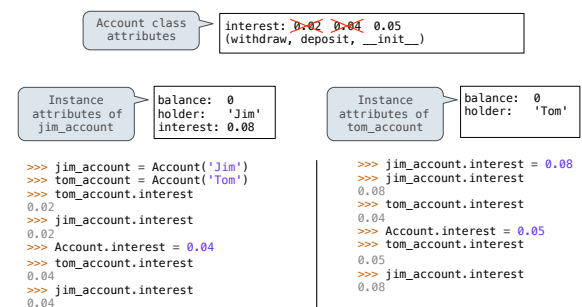 Account class
attributes
interest: 0.02 0.04 0.05
(withdraw, deposit, __init__)
Instance
attributes of
jim_account
balance: 0
holder: 'Jim'
interest: 0.08
Instance
attributes of
tom_account
balance: 0
holder: 'Tom'
>>> jim_account = Account('Jim')
>>> tom_account = Account('Tom')
>>> tom_account.interest
0.02
>>> jim_account.interest
0.02
>>> Account.interest = 0.04
>>> tom_account.interest
0.04
>>> jim_account.interest
0.04
>>> jim_account.interest = 0.08
>>> jim_account.interest
0.08
>>> tom_account.interest
0.04
>>> Account.interest = 0.05
>>> tom_account.interest
0.05
>>> jim_account.interest
0.08